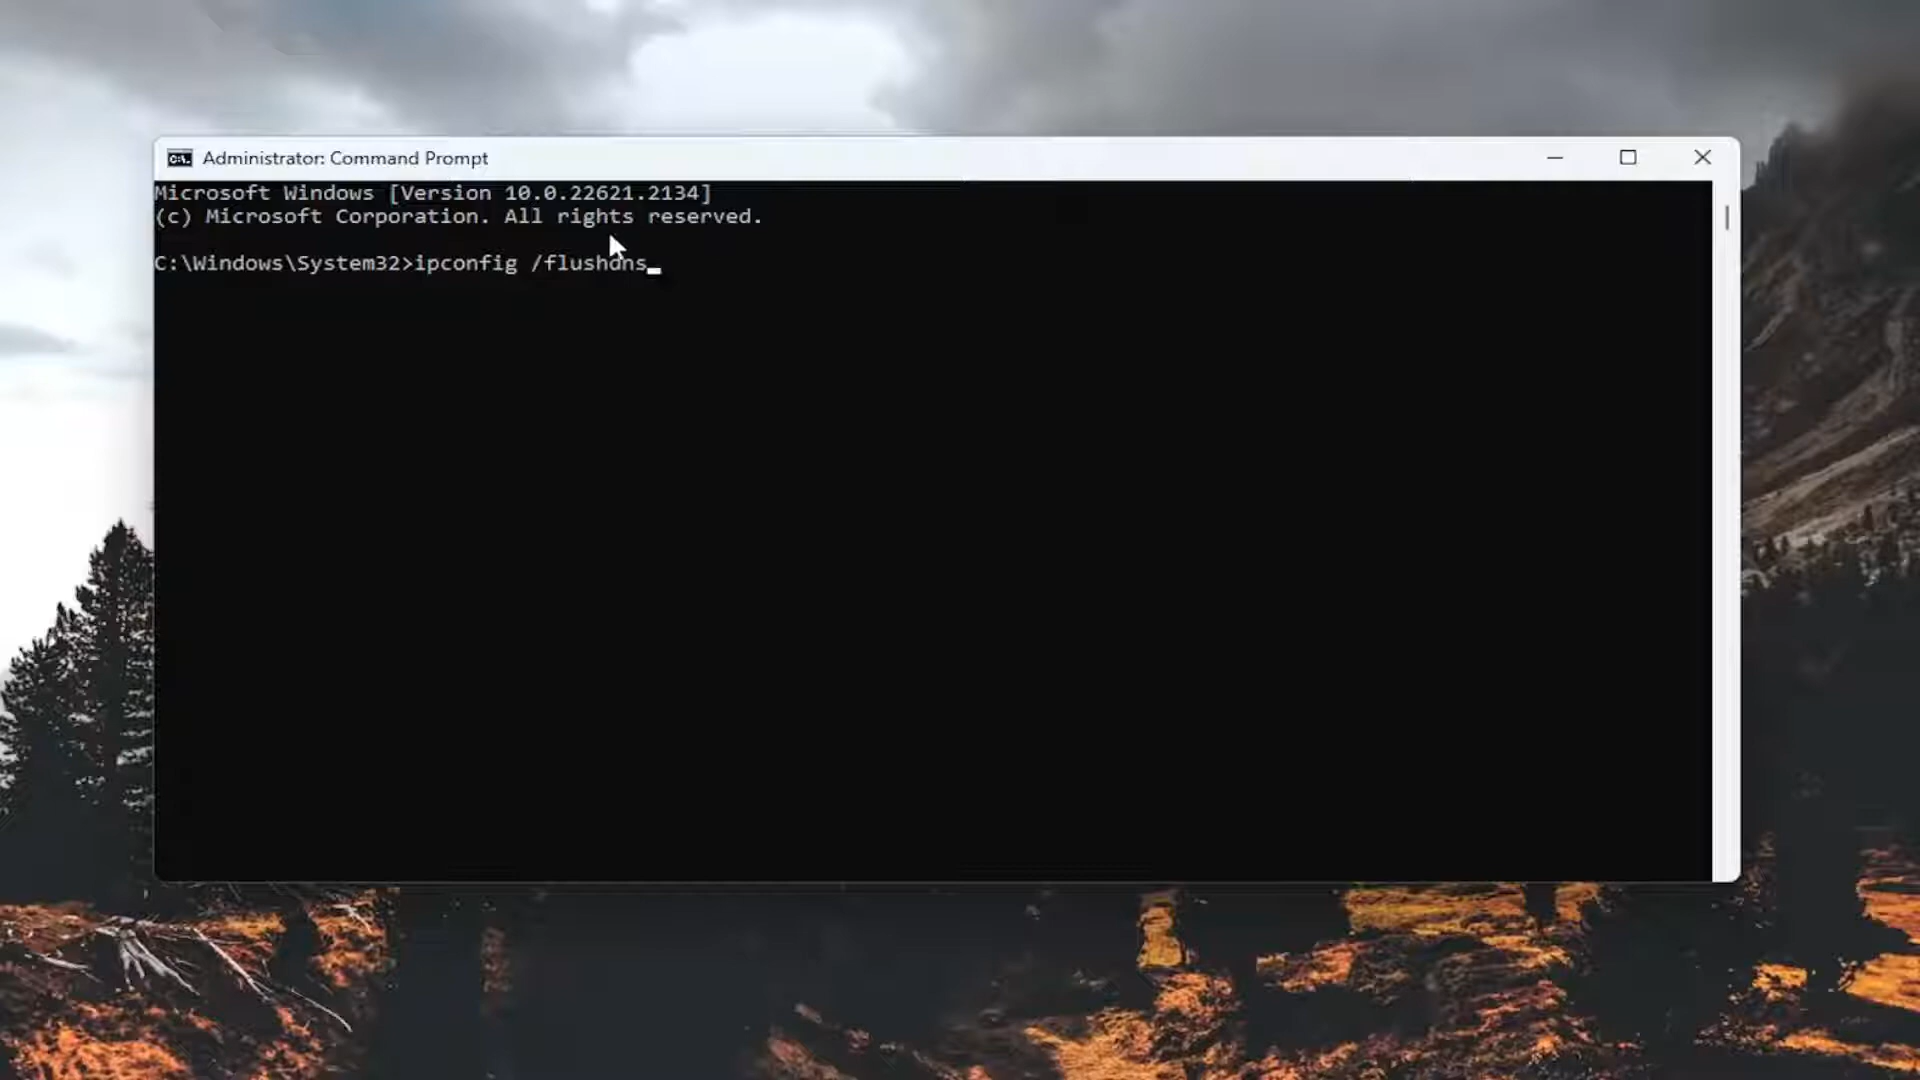 Administrator: Command Prompt
Microsoft Windows [Version 10.0.22621.2134]
(c) Microsoft Corporation. All rights reserved.
C:\Windows\System32>ipconfig /flushdns